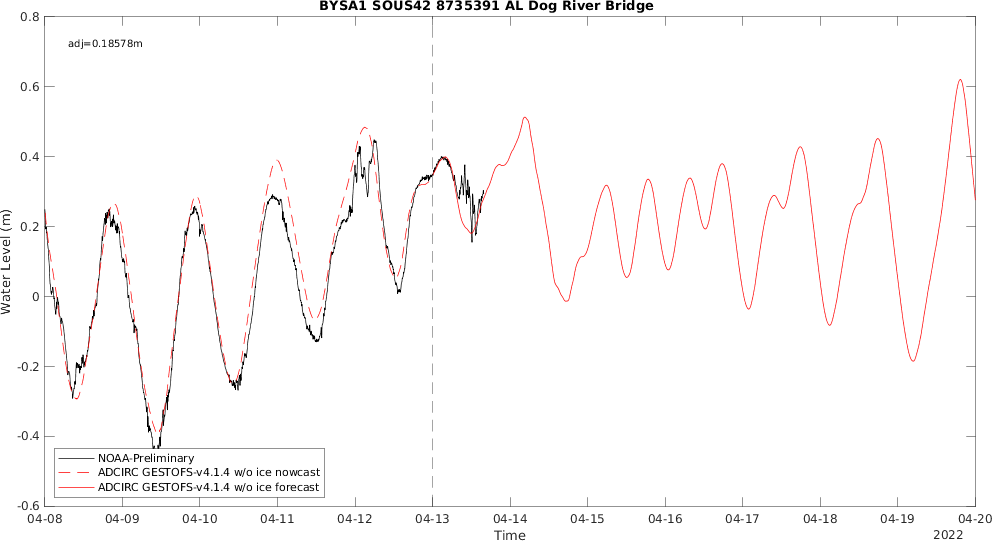 BYSA1 SOUS42 8735391 AL Dog River Bridge
adj=0.18578m
0.8
0.6
0.4
0.2
0
-0.2
-0.4
-0.6
Water Level (m)
NOAA-Preliminary
ADCIRC GESTOFS-v4.1.4 w/o ice nowcast
ADCIRC GESTOFS-v4.1.4 w/o ice forecast
04-08 04-09 04-10 04-11 04-12 04-13 04-14 04-15 04-16 04-17 04-18 04-19 04-20
Time
2022